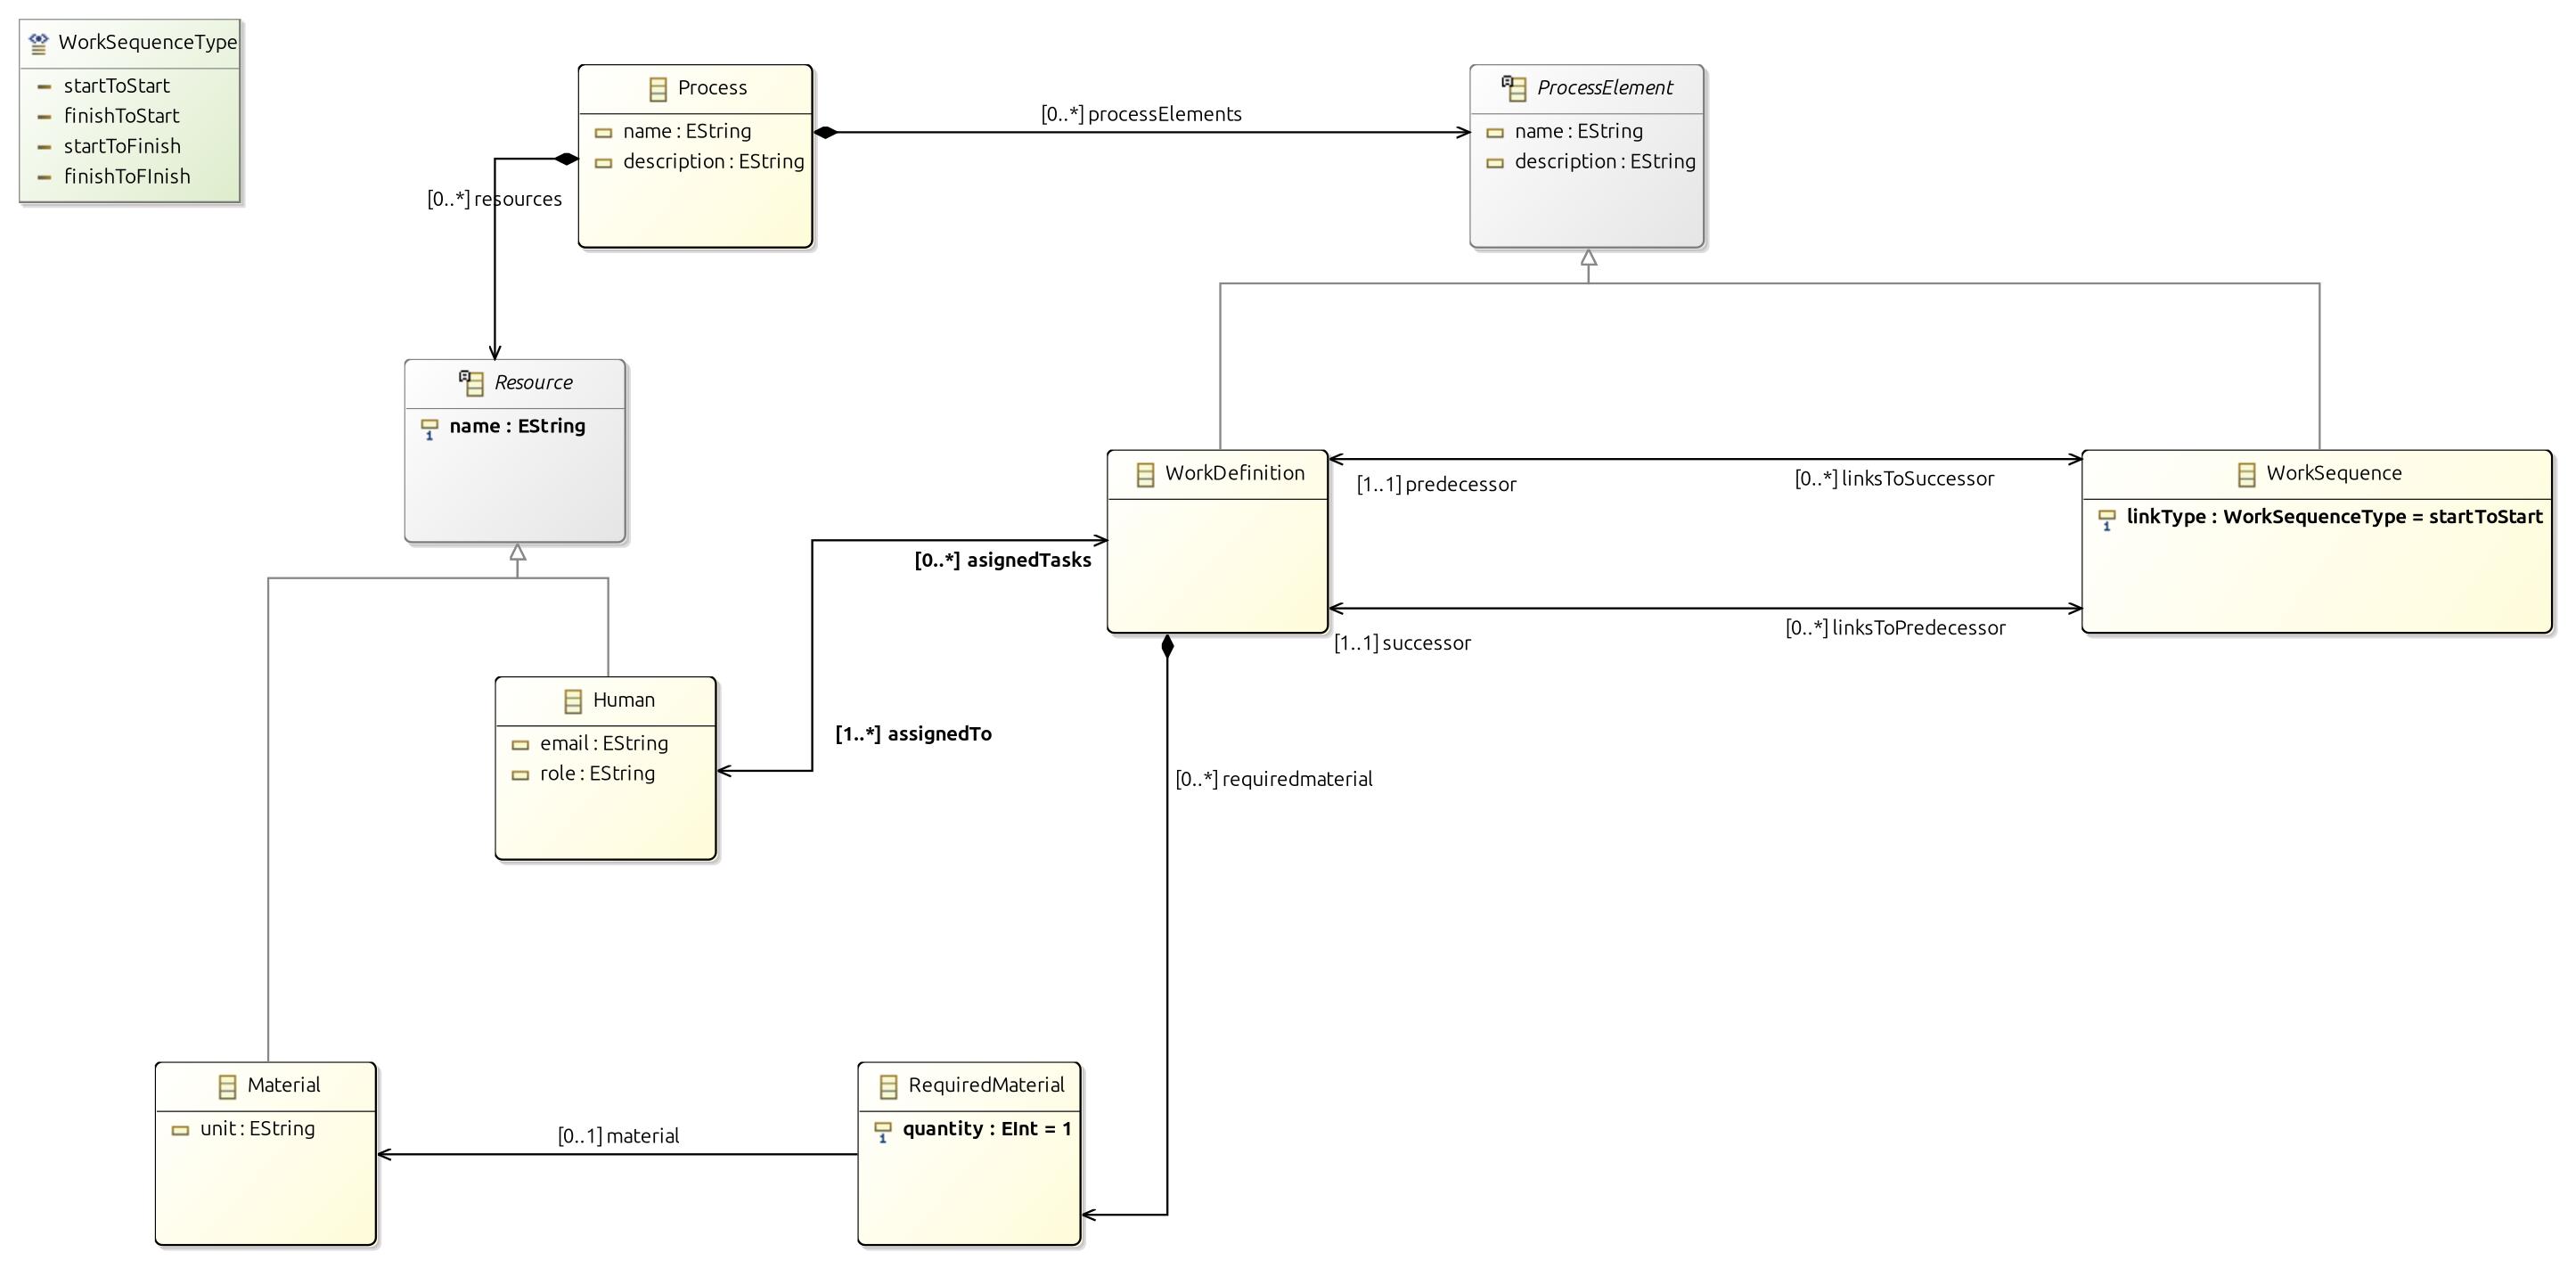 WorkSequenceType
startToStart
finishToStart
startToFinish
finishToFInish
Process
name : EString
description : EString
[0..*] processElements
ProcessElement
name : EString
description : EString
[0..*] resources
Resource
1 name : EString
WorkDefinition
[1..1] predecessor
[0..*] linksToSuccessor
WorkSequence
1 linkType : WorkSequenceType = startToStart
[0..*] asignedTasks
[1..1] successor
[0..*] linksToPredecessor
Human
email : EString
role : EString
[1..*] assignedTo
[0..*] requiredmaterial
Material
unit : EString
[0..1] material
RequiredMaterial
1 quantity : EInt = 1